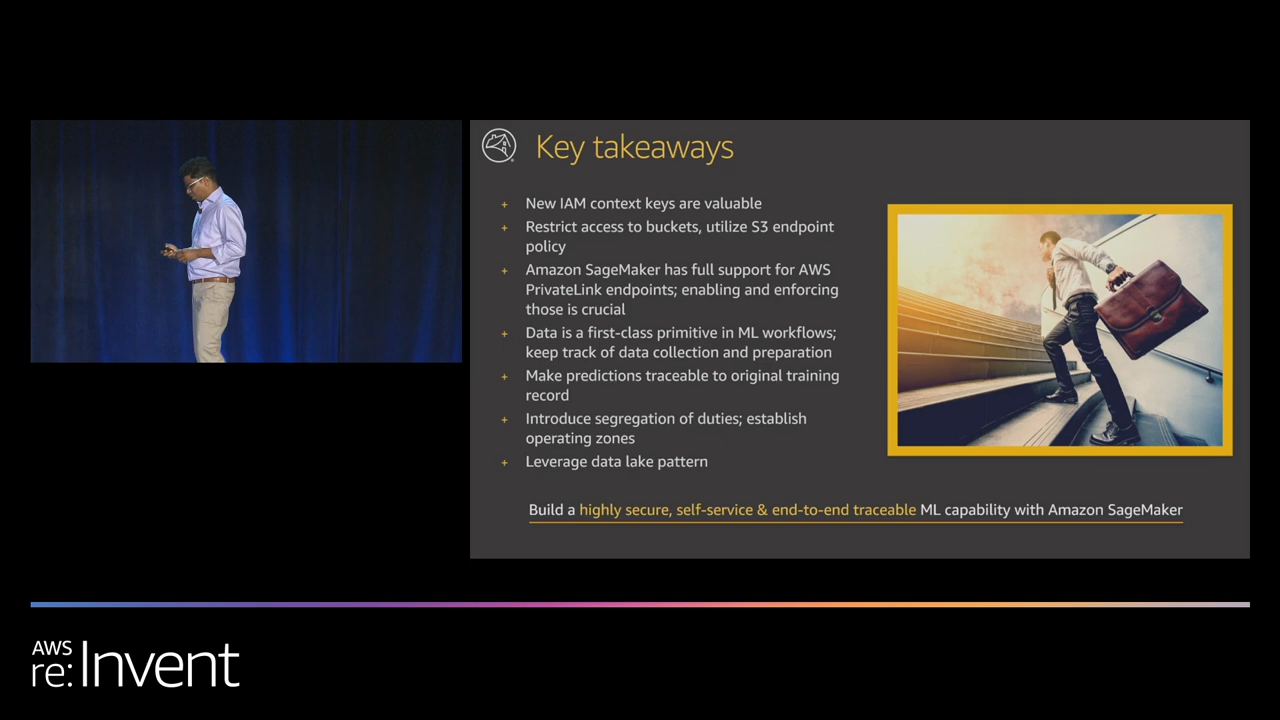 Key takeaways
+ New IAM context keys are valuable
+ Restrict access to buckets, utilize S3 endpoint
policy
+ Amazon SageMaker has full support for AWS
PrivateLink endpoints; enabling and enforcing
those is crucial
+ Data is a first-class primitive in ML workflows;
keep track of data collection and preparation
+ Make predictions traceable to original training
record
+ Introduce segregation of duties; establish
operating zones
+ Leverage data lake pattern
Build a highly secure, self-service & end-to-end traceable ML capability with Amazon SageMaker
AWS
re:Invent